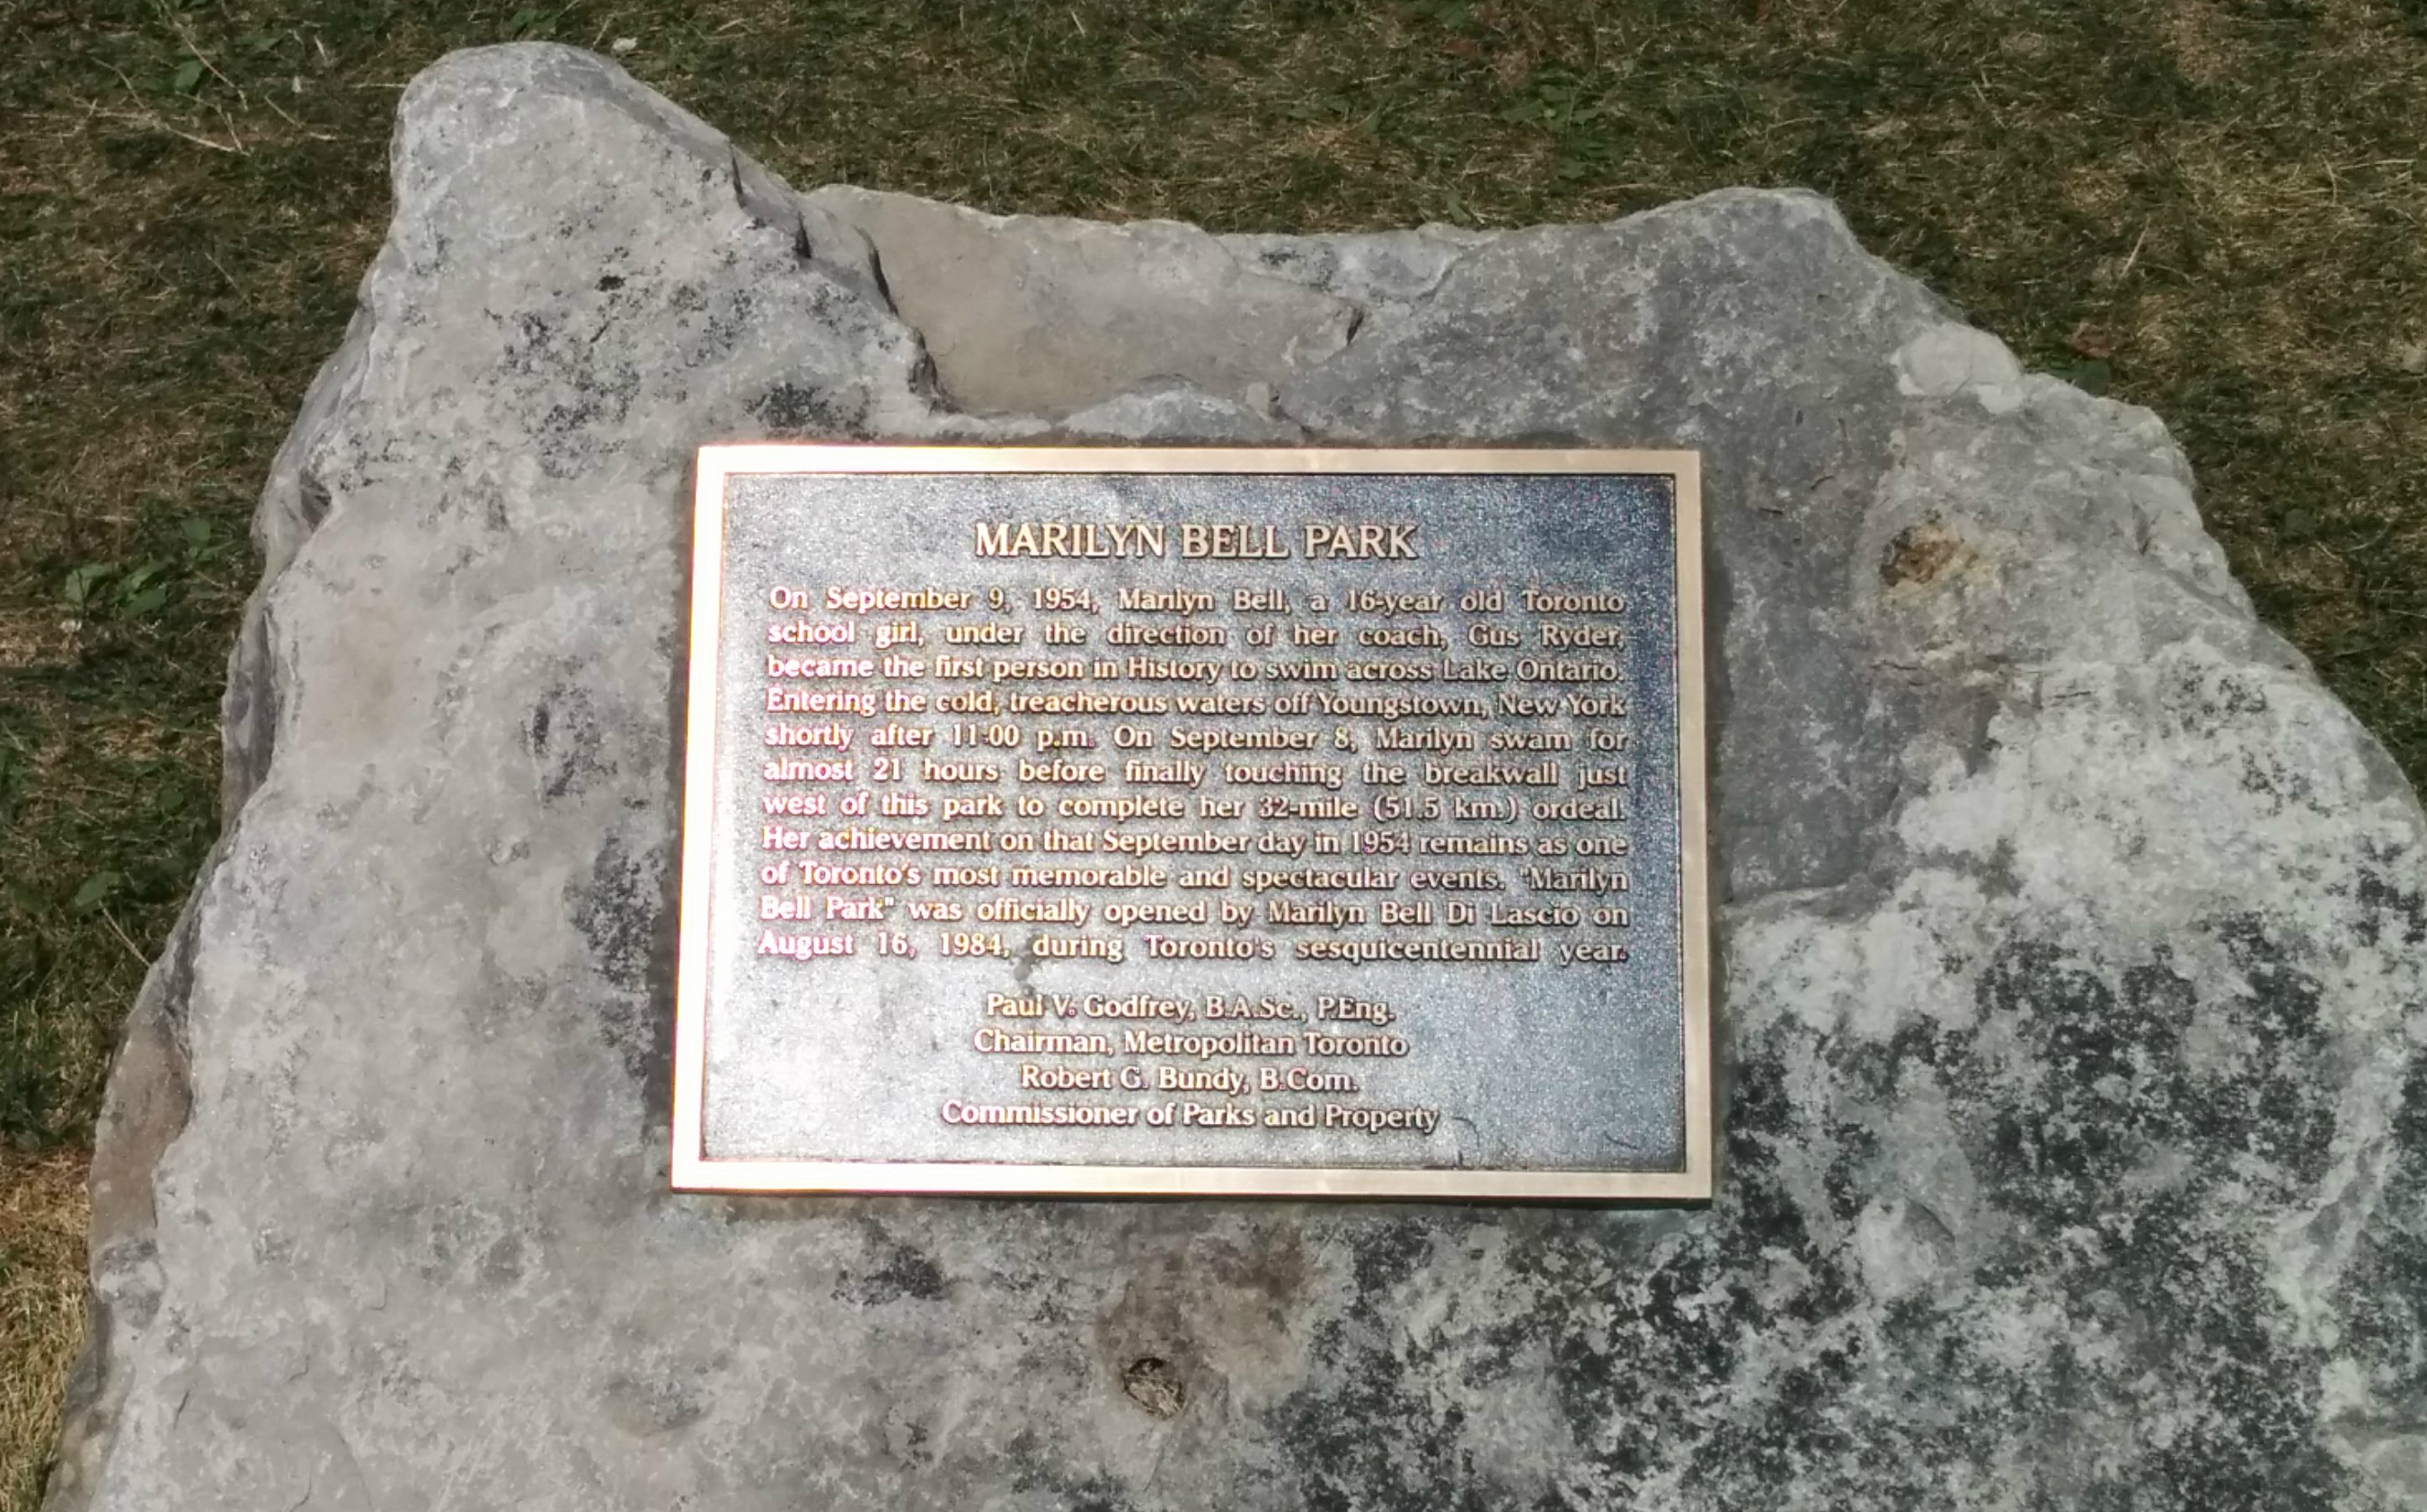 MARILYN BELL PARK
On September 9, 1954, Marilyn Bell, a 16-year old Toronto
school girl, under the direction of her coach, Gus Ryder,
became the first person in History to swim across Lake Ontario.
Entering the cold, treacherous waters off Youngstown, New York
shortly after 11:00 p.m. On September 8, Marilyn swam for
almost 21 hours before finally touching the breakwall just
west of this park to complete her 32-mile (51.5 km.) ordeal.
Her achievement on that September day in 1954 remains as one
of Toronto's most memorable and spectacular events. "Marilyn
Bell Park" was officially opened by Marilyn Bell Di Lascio on
August 16, 1984, during Toronto's sesquicentennial year.
Paul V. Godfrey, B.A.Sc., P.Eng.
Chairman, Metropolitan Toronto
Robert G. Bundy, B.Com.
Commissioner of Parks and Property